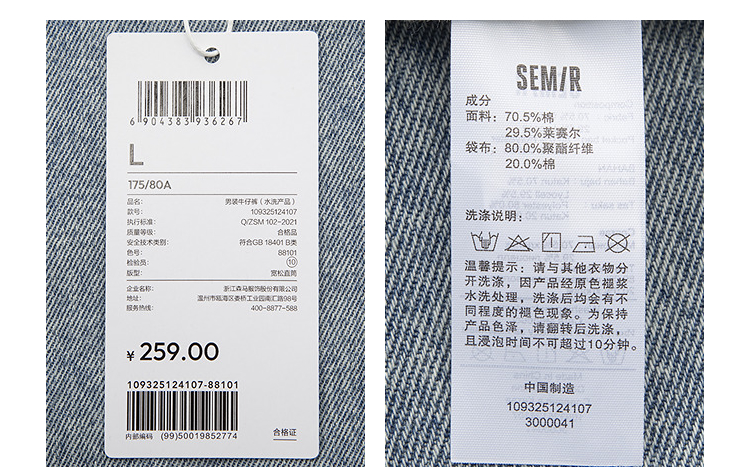 6 904383 936267
L
175/80A
品名: 男装牛仔裤（水洗产品）
款号: 109325124107
执行标准: Q/ZSM 102-2021
质量等级: 合格品
安全技术类别: 符合GB 18401 B类
色号: 88101
检验员: 10
版型: 宽松直筒
企业名称: 浙江森马服饰股份有限公司
地址: 温州市瓯海区娄桥工业园南汇路98号
服务热线: 400-8877-588
¥ 259.00
109325124107-88101
内部编码 (99)50019852774
合格证
SEMIR
成分
面料: 70.5%棉
29.5%莱赛尔
袋布: 80.0%聚酯纤维
20.0%棉
洗涤说明:
温馨提示: 请与其他衣物分
开洗涤，因产品经原色褪浆
水洗处理，洗涤后均会有不
同程度的褪色现象。为保持
产品色泽，请翻转后洗涤，
且浸泡时间不可超过10分钟。
中国制造
109325124107
3000041